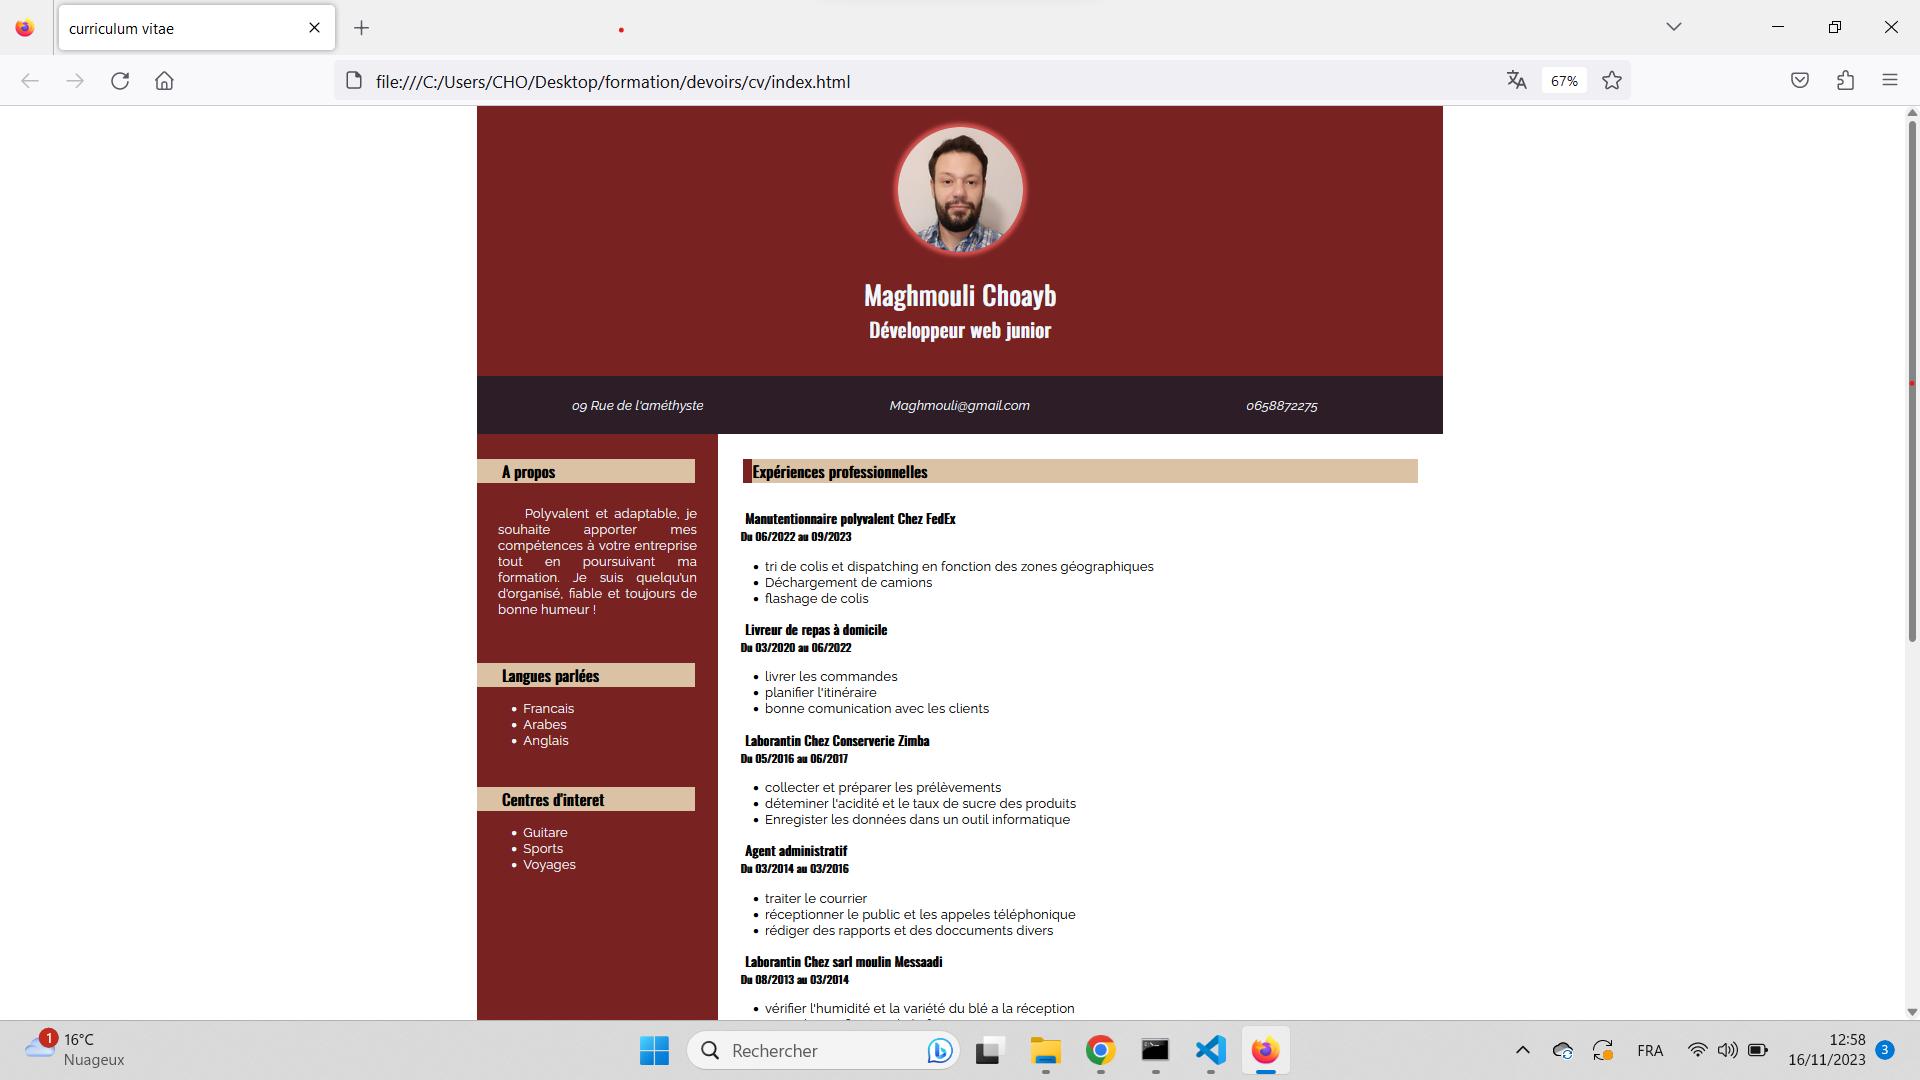 curriculum vitae
file:///C:/Users/CHO/Desktop/formation/devoirs/cv/index.html
67%
Maghmouli Choayb
Développeur web junior
09 Rue de l'améthyste
Maghmouli@gmail.com
0658872275
A propos
Polyvalent et adaptable, je
souhaite apporter mes
compétences à votre entreprise
tout en poursuivant ma
formation. Je suis quelqu'un
d'organisé, fiable et toujours de
bonne humeur !
Langues parlées
Francais
Arabes
Anglais
Centres d'interet
Guitare
Sports
Voyages
Expériences professionnelles
Manutentionnaire polyvalent Chez FedEx
Du 06/2022 au 09/2023
tri de colis et dispatching en fonction des zones géographiques
Déchargement de camions
flashage de colis
Livreur de repas à domicile
Du 03/2020 au 06/2022
livrer les commandes
planifier l'itinéraire
bonne comunication avec les clients
Laborantin Chez Conserverie Zimba
Du 05/2016 au 06/2017
collecter et préparer les prélèvements
déteminer l'acidité et le taux de sucre des produits
Enregister les données dans un outil informatique
Agent administratif
Du 03/2014 au 03/2016
traiter le courrier
réceptionner le public et les appeles téléphonique
rédiger des rapports et des doccuments divers
Laborantin Chez sarl moulin Messaadi
Du 08/2013 au 03/2014
vérifier l'humidité et la variété du blé a la réception
1
16°C
Nuageux
Rechercher
FRA
12:58
16/11/2023
3